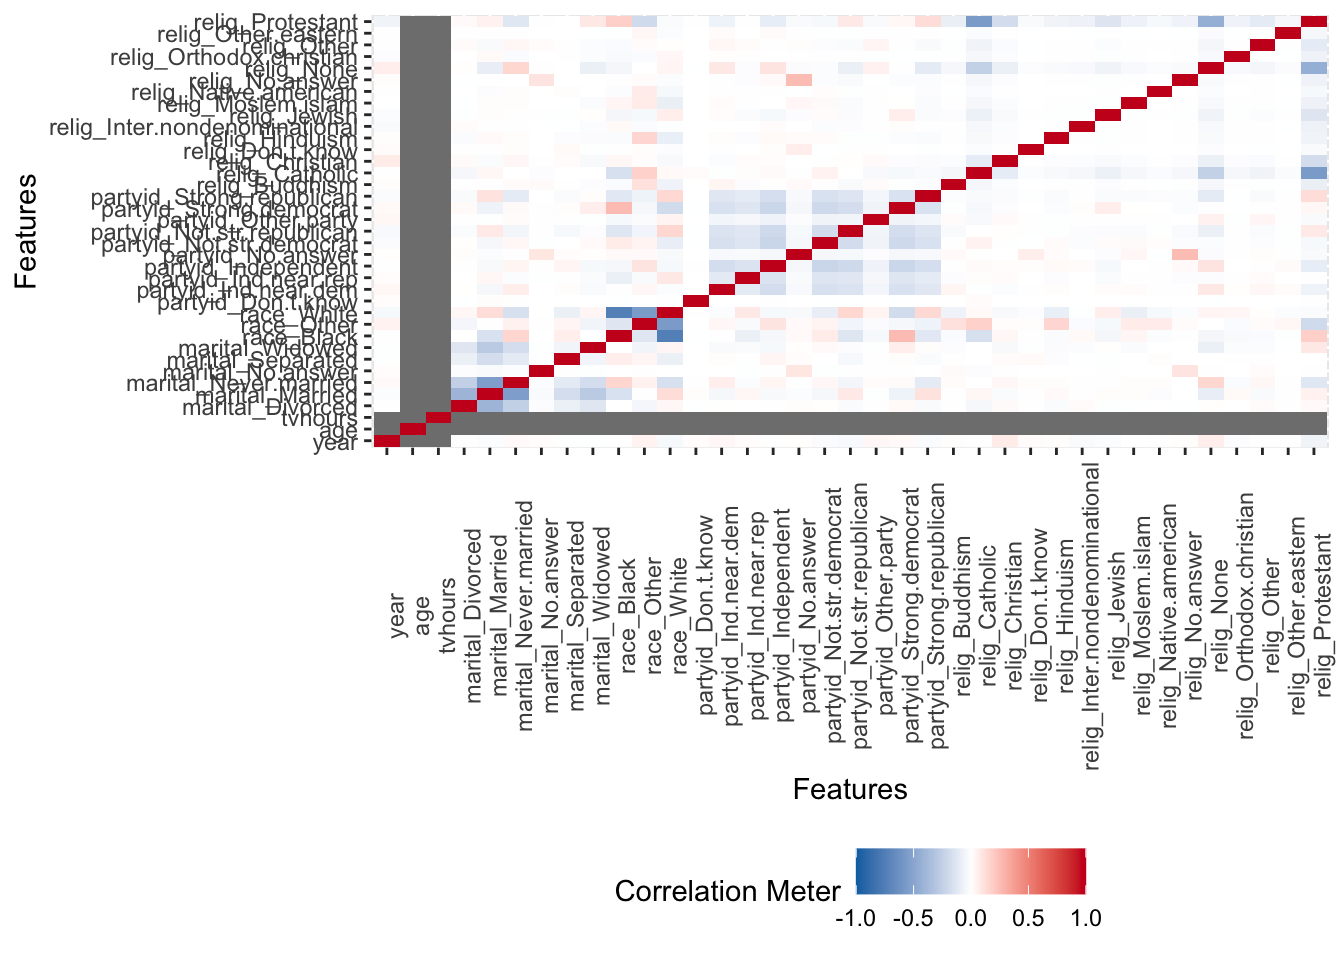 relig_Protestant
relig_Other.eastern
relig_Other
relig_Orthodox.christian
relig_None
relig_No.answer
relig_Native.american
relig_Moslem.islam
relig_Jewish
relig_Inter.nondenominational
relig_Hinduism
relig_Don.t.know
relig_Christian
relig_Catholic
relig_Buddhism
partyid_Strong.republican
partyid_Strong.democrat
partyid_Other.party
partyid_Not.str.republican
partyid_Not.str.democrat
partyid_No.answer
partyid_Independent
partyid_Ind.near.rep
partyid_Ind.near.dem
partyid_Don.t.know
race_White
race_Other
race_Black
marital_Widowed
marital_Separated
marital_No.answer
marital_Never.married
marital_Married
marital_Divorced
tvhours
age
year
Features
year
age
tvhours
marital_Divorced
marital_Married
marital_Never.married
marital_No.answer
marital_Separated
marital_Widowed
race_Black
race_Other
race_White
partyid_Don.t.know
partyid_Ind.near.dem
partyid_Ind.near.rep
partyid_Independent
partyid_No.answer
partyid_Not.str.democrat
partyid_Not.str.republican
partyid_Other.party
partyid_Strong.democrat
partyid_Strong.republican
relig_Buddhism
relig_Catholic
relig_Christian
relig_Don.t.know
relig_Hinduism
relig_Inter.nondenominational
relig_Jewish
relig_Moslem.islam
relig_Native.american
relig_No.answer
relig_None
relig_Orthodox.christian
relig_Other
relig_Other.eastern
relig_Protestant
Features
Correlation Meter
-1.0 -0.5 0.0 0.5 1.0